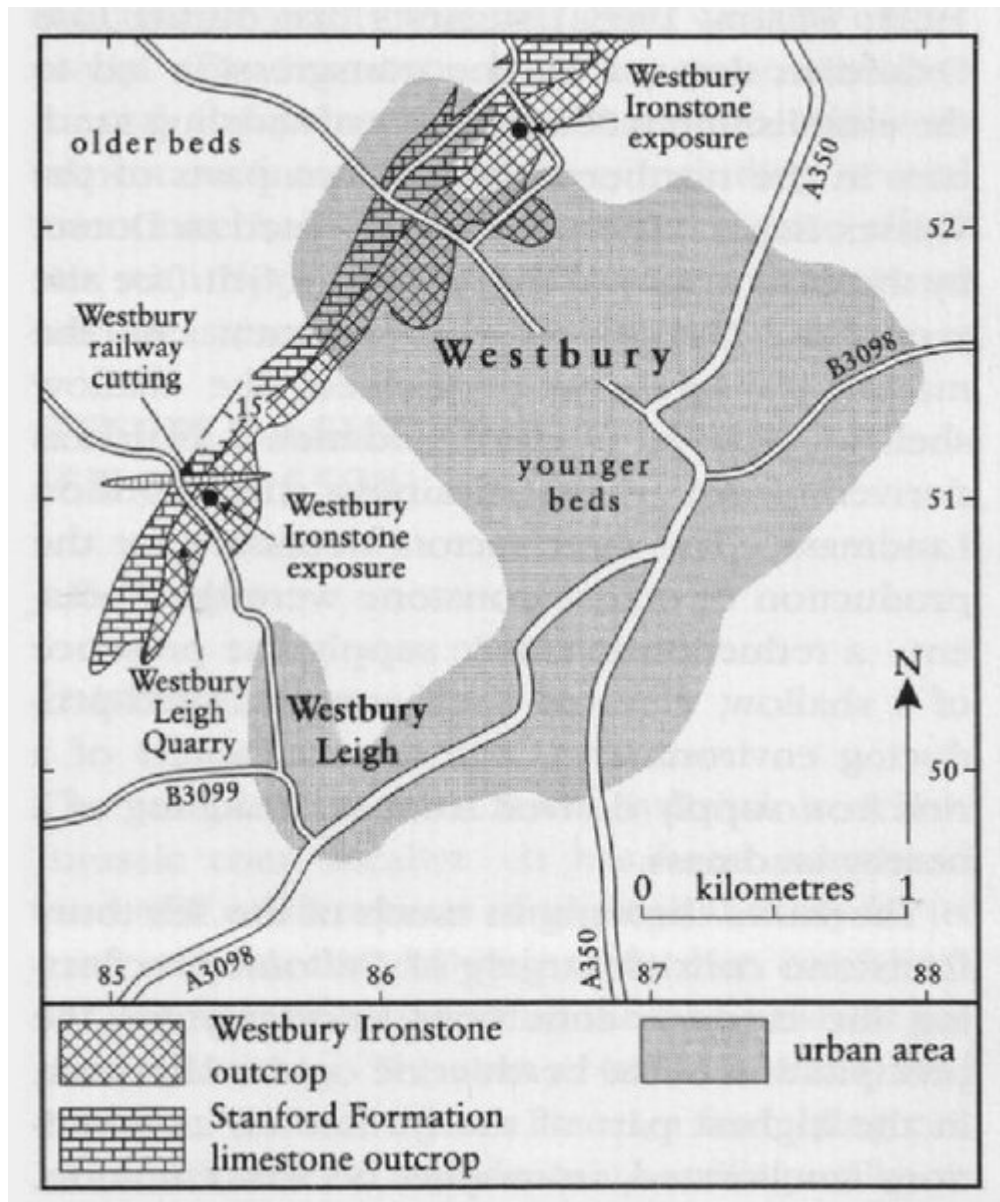 Westbury
Ironstone
exposure
older beds
A350
52
Westbury
railway
cutting
Westbury
B3098
15
younger
beds
51
Westbury
Ironstone
exposure
Westbury
Leigh
Quarry
Westbury
Leigh
N
B3099
50
0 kilometres 1
A3098
A350
85
86
87
88
Westbury Ironstone
outcrop
urban area
Stanford Formation
limestone outcrop